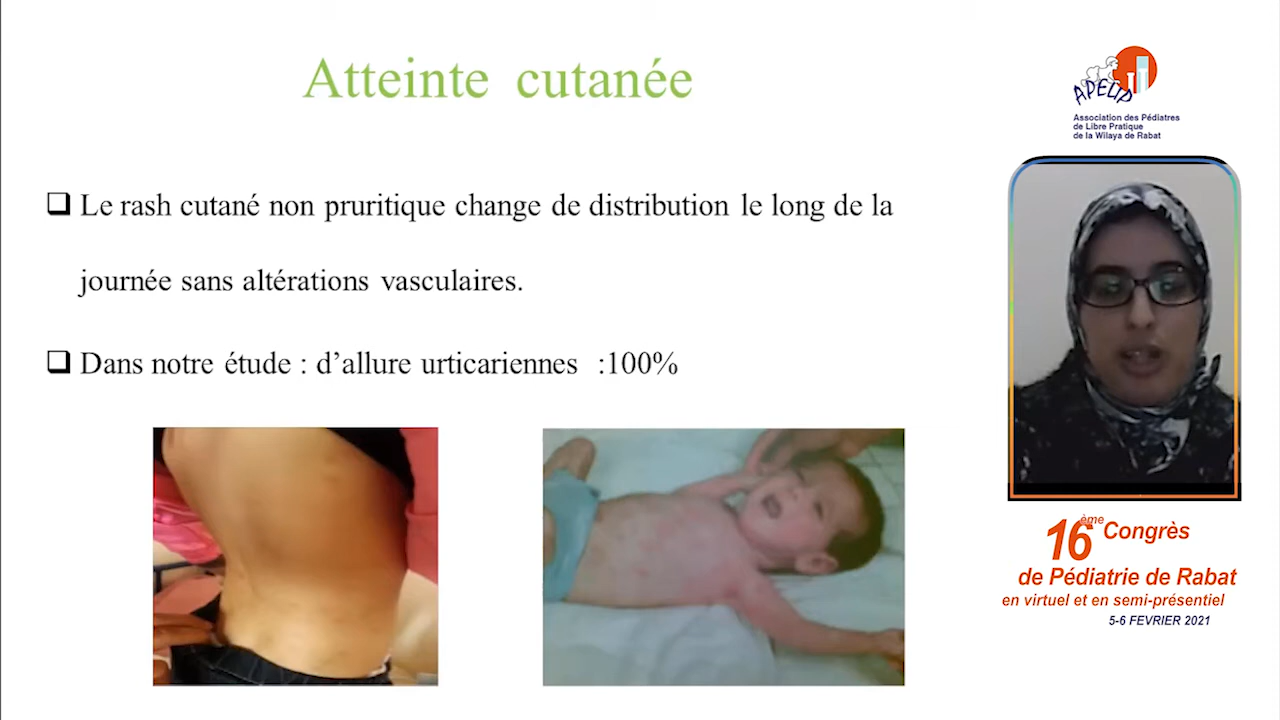 Atteinte cutanée
❑ Le rash cutané non pruritique change de distribution le long de la
journée sans altérations vasculaires.
❑ Dans notre étude : d’allure urticariennes :100%
APELIP
Association des Pédiatres
de Libre Pratique
de la Wilaya de Rabat
16ème Congrès
de Pédiatrie de Rabat
en virtuel et en semi-présentiel
5-6 FEVRIER 2021